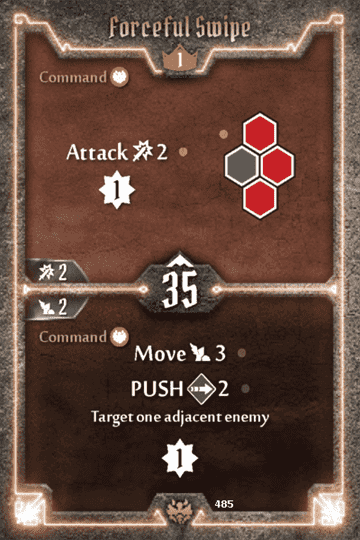 Forceful Swipe
1
Command
Attack 2
1
2
35
2
Command
Move 3
PUSH 2
Target one adjacent enemy
1
485